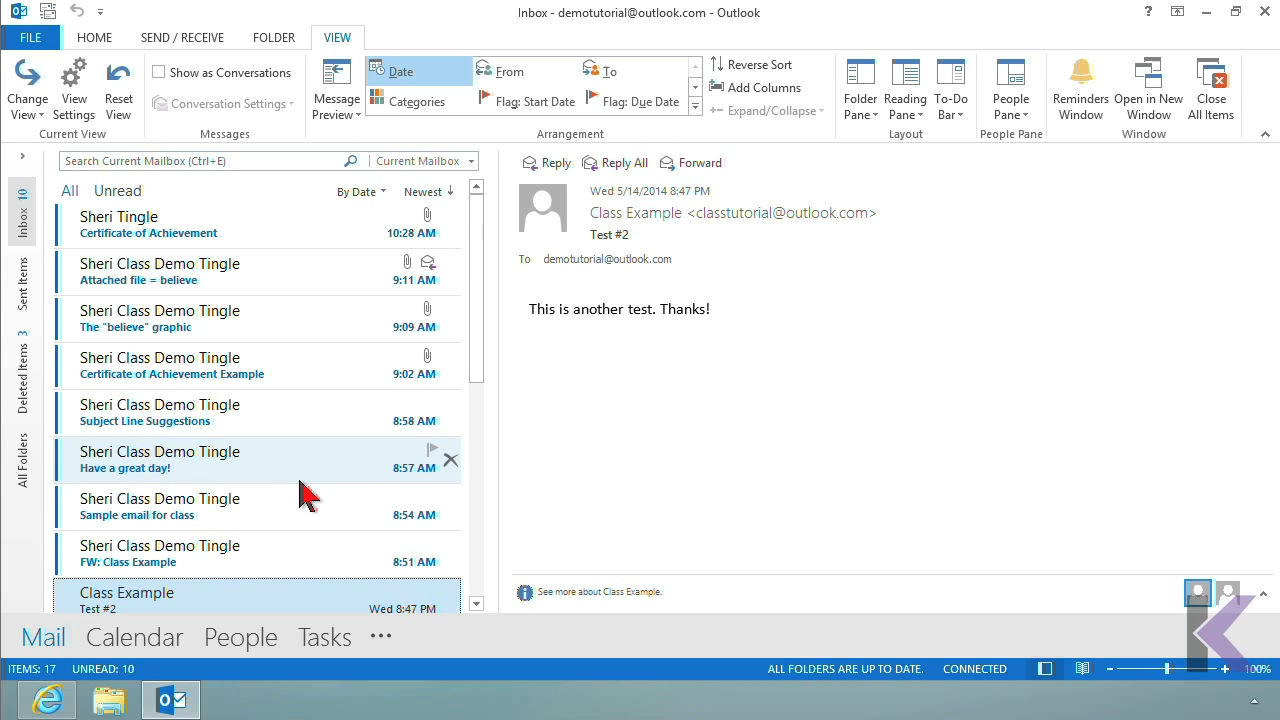 Inbox - demotutorial@outlook.com - Outlook
?
FILE HOME SEND / RECEIVE FOLDER VIEW
Change View
View Settings
Reset View
Current View
Show as Conversations
Conversation Settings
Messages
Message Preview
Date From To
Categories Flag: Start Date Flag: Due Date
Reverse Sort
Add Columns
Expand/Collapse
Arrangement
Folder Pane
Reading Pane
To-Do Bar
Layout
People Pane
People Pane
Reminders Window
Open in New Window
Close All Items
Window
Search Current Mailbox (Ctrl+E) Current Mailbox
All Unread By Date Newest
Inbox 10
Sent Items
Deleted Items 3
All Folders
Sheri Tingle
Certificate of Achievement 10:28 AM
Sheri Class Demo Tingle
Attached file = believe 9:11 AM
Sheri Class Demo Tingle
The "believe" graphic 9:09 AM
Sheri Class Demo Tingle
Certificate of Achievement Example 9:02 AM
Sheri Class Demo Tingle
Subject Line Suggestions 8:58 AM
Sheri Class Demo Tingle
Have a great day! 8:57 AM
Sheri Class Demo Tingle
Sample email for class 8:54 AM
Sheri Class Demo Tingle
FW: Class Example 8:51 AM
Class Example
Test #2 Wed 8:47 PM
Reply Reply All Forward
Wed 5/14/2014 8:47 PM
Class Example <classtutorial@outlook.com>
Test #2
To demotutorial@outlook.com
This is another test. Thanks!
See more about Class Example.
Mail Calendar People Tasks •••
ITEMS: 17 UNREAD: 10 ALL FOLDERS ARE UP TO DATE. CONNECTED 100%